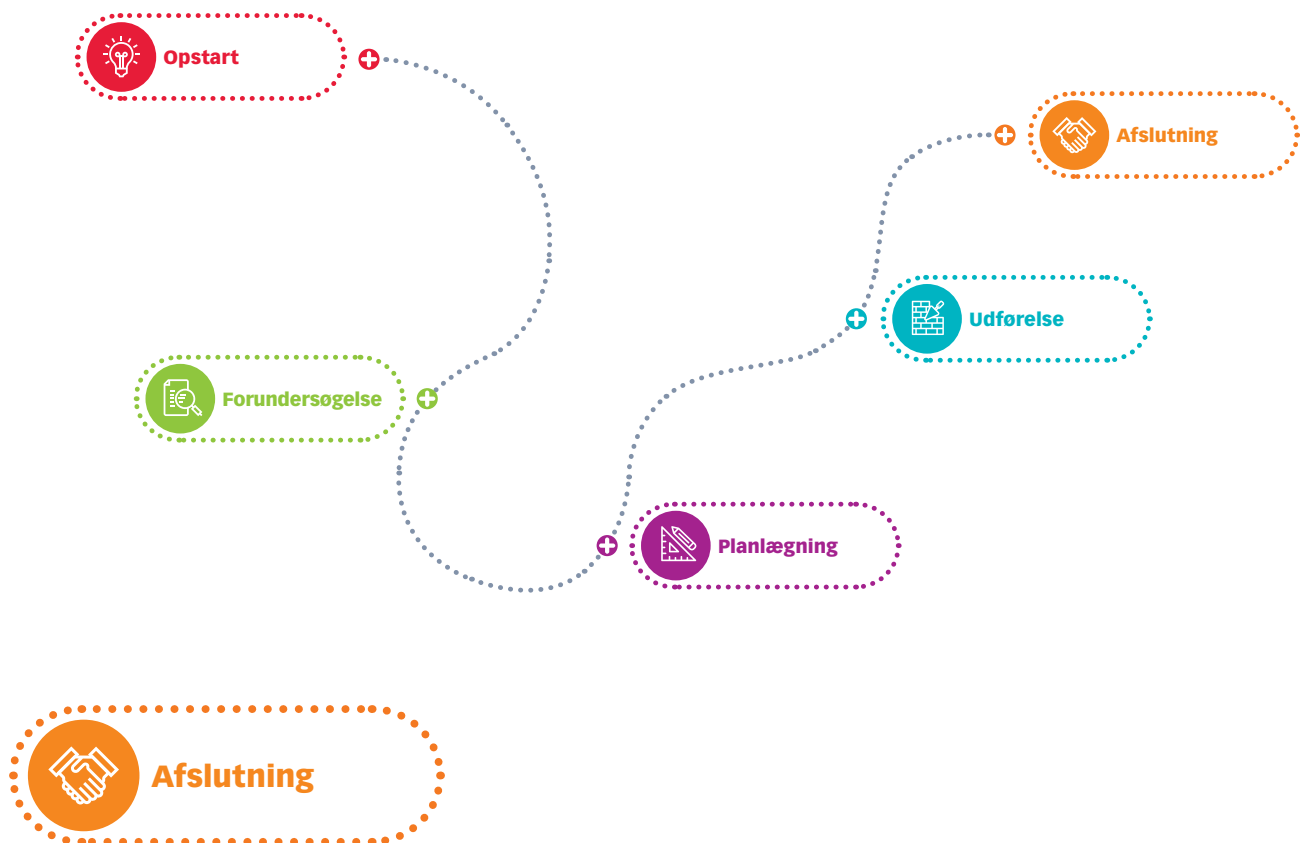 Opstart
Forundersøgelse
Planlægning
Udførelse
Afslutning
Afslutning